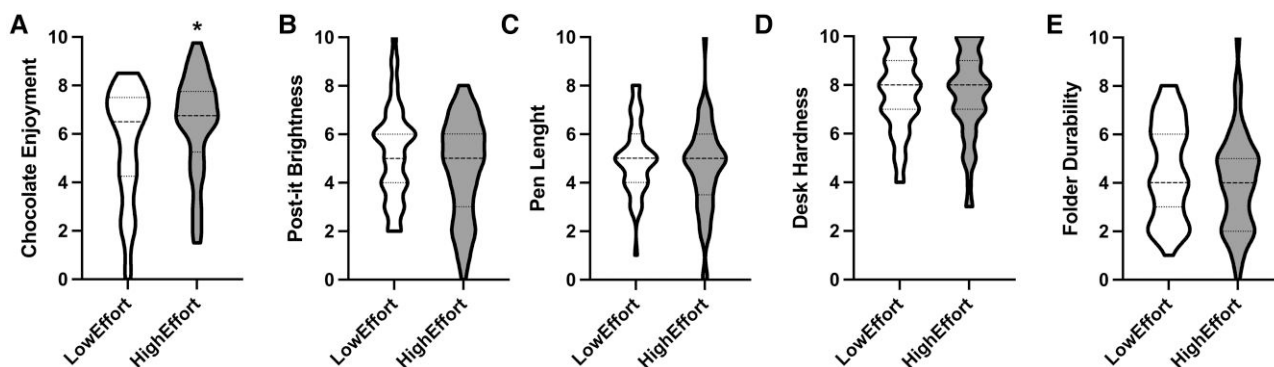 A
Chocolate Enjoyment
10
8
6
4
2
0
*
LowEffort
HighEffort
B
Post-it Brightness
10
8
6
4
2
0
LowEffort
HighEffort
C
Pen Lenght
10
8
6
4
2
0
LowEffort
HighEffort
D
Desk Hardness
10
8
6
4
2
0
LowEffort
HighEffort
E
Folder Durability
10
8
6
4
2
0
LowEffort
HighEffort